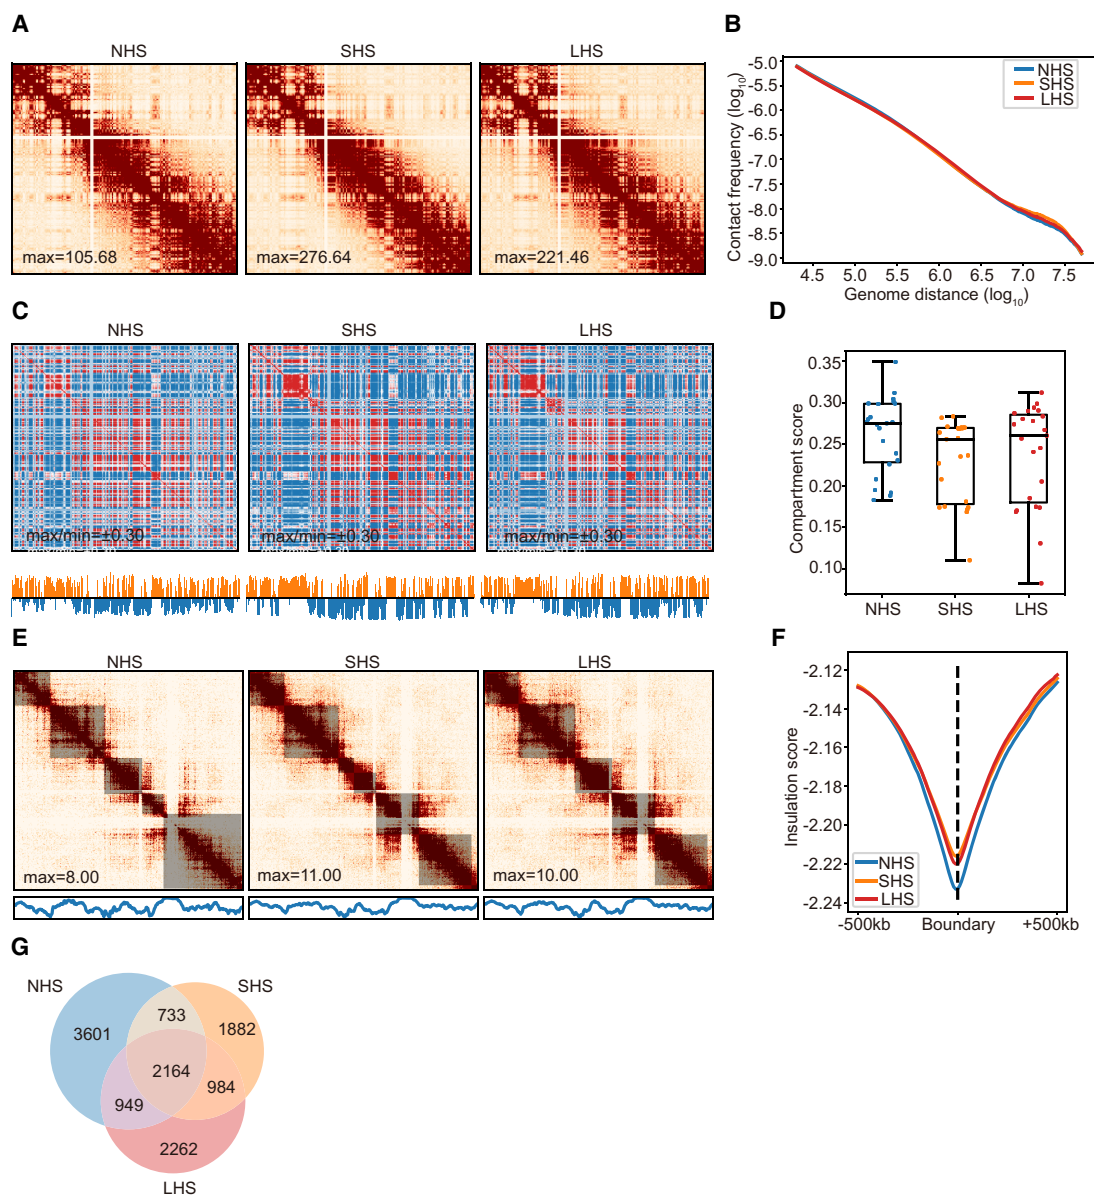 A
NHS SHS LHS
max=105.68 max=276.64 max=221.46
B
Contact frequency (log10)
-5.0
-5.5
-6.0
-6.5
-7.0
-7.5
-8.0
-8.5
-9.0
NHS
SHS
LHS
4.5 5.0 5.5 6.0 6.5 7.0 7.5
Genome distance (log10)
C
NHS SHS LHS
max/min=±0.30 max/min=±0.30 max/min=±0.30
D
Compartment score
0.35
0.30
0.25
0.20
0.15
0.10
NHS SHS LHS
E
NHS SHS LHS
max=8.00 max=11.00 max=10.00
F
Insulation score
-2.12
-2.14
-2.16
-2.18
-2.20
-2.22
-2.24
NHS
SHS
LHS
-500kb Boundary +500kb
G
NHS SHS
733
3601 1882
2164
984
949
2262
LHS